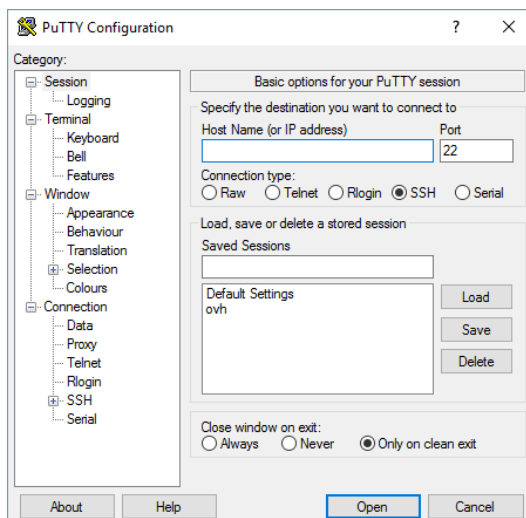 PuTTY Configuration
Category:
Session
Logging
Terminal
Keyboard
Bell
Features
Window
Appearance
Behaviour
Translation
Selection
Colours
Connection
Data
Proxy
Telnet
Rlogin
SSH
Serial
Basic options for your PuTTY session
Specify the destination you want to connect to
Host Name (or IP address) Port
22
Connection type:
Raw Telnet Rlogin SSH Serial
Load, save or delete a stored session
Saved Sessions
Default Settings
ovh
Load
Save
Delete
Close window on exit:
Always Never Only on clean exit
About Help Open Cancel